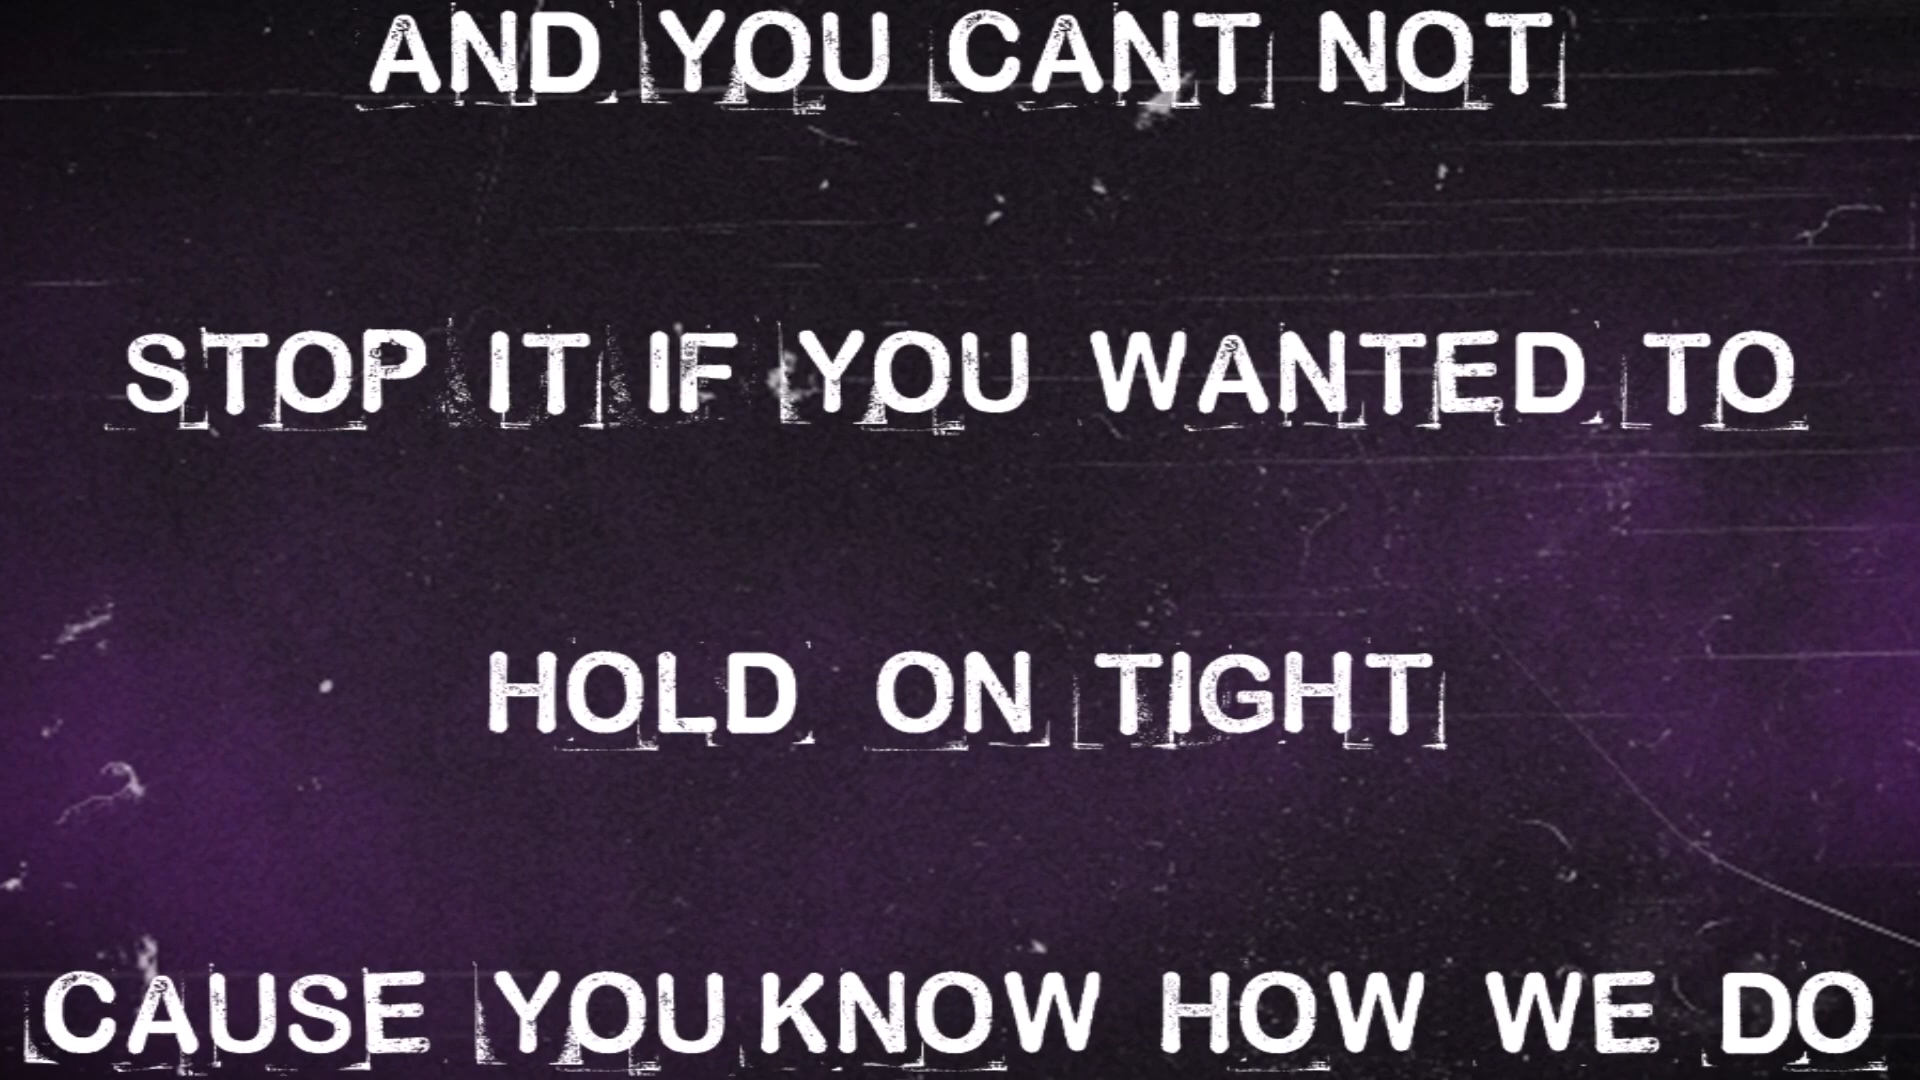 AND YOU CANT NOT
STOP IT IF YOU WANTED TO
HOLD ON TIGHT
CAUSE YOU KNOW HOW WE DO